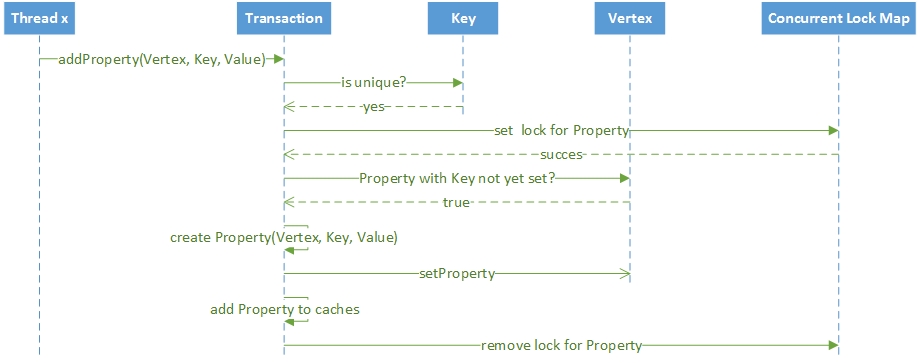 Thread x
Transaction
Key
Vertex
Concurrent Lock Map
addProperty(Vertex, Key, Value)
is unique?
yes
set lock for Property
succes
Property with Key not yet set?
true
create Property(Vertex, Key, Value)
setProperty
add Property to caches
remove lock for Property